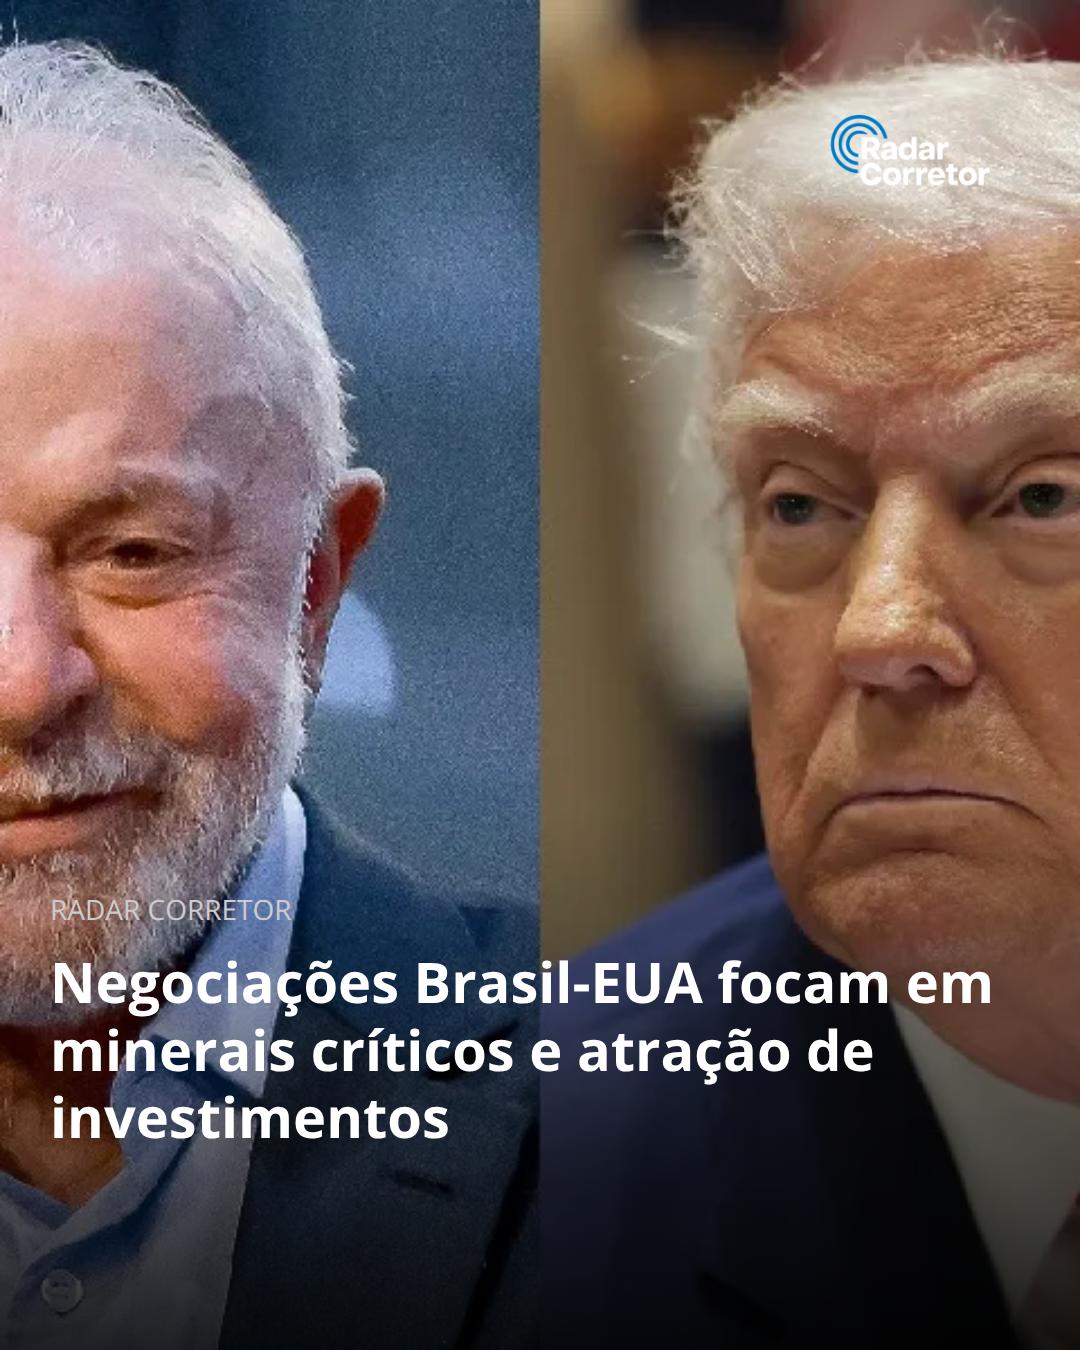 Radar
Corretor
RADAR CORRETOR
Negociações Brasil-EUA focam em
minerais críticos e atração de
investimentos